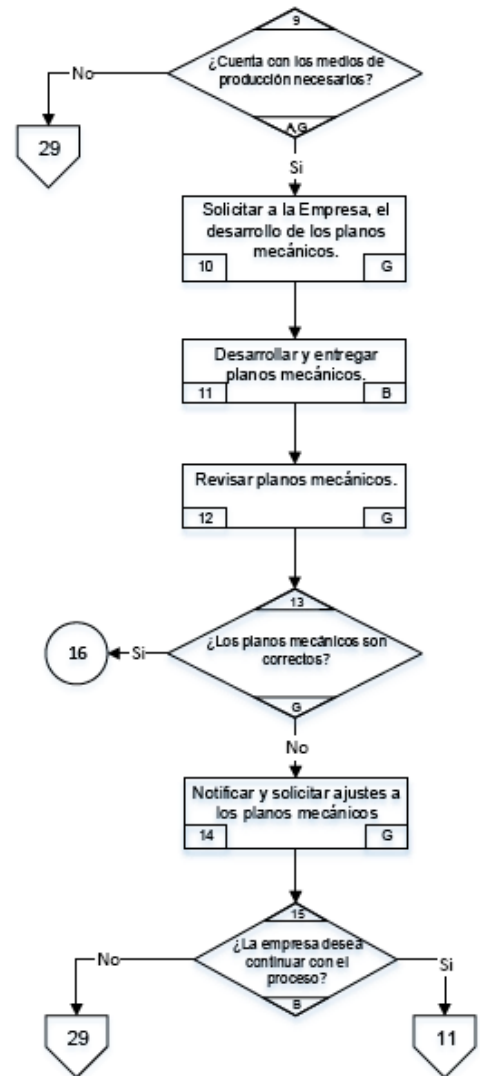 9
¿Cuenta con los medios de
producción necesarios?
A,G
No
29
Si
Solicitar a la Empresa, el
desarrollo de los planos
mecánicos.
10 G
Desarrollar y entregar
planos mecánicos.
11 B
Revisar planos mecánicos.
12 G
13
¿Los planos mecánicos son
correctos?
G
Si
16
No
Notificar y solicitar ajustes a
los planos mecánicos
14 G
15
¿La empresa desea
continuar con el
proceso?
B
No
Si
29
11